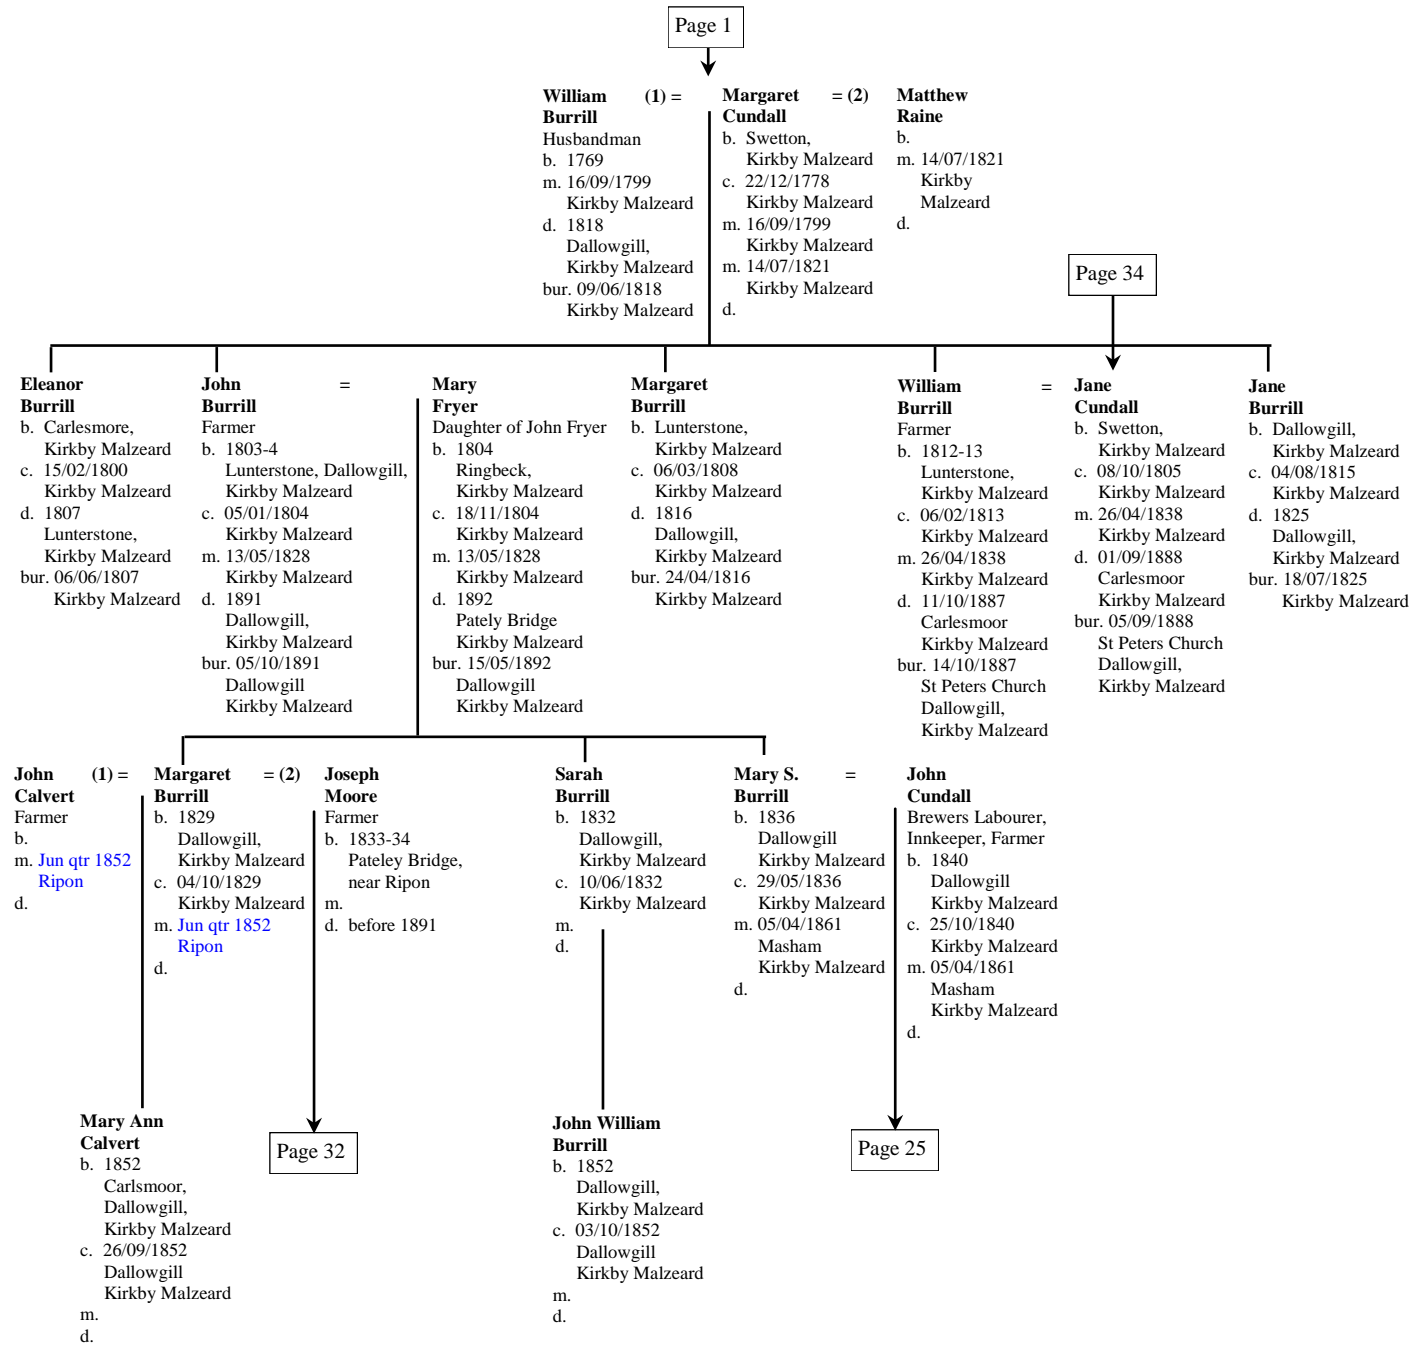 Page 1
William (1) =
Burrill
Husbandman
b. 1769
m. 16/09/1799
Kirkby Malzeard
d. 1818
Dallowgill,
Kirkby Malzeard
bur. 09/06/1818
Kirkby Malzeard
Margaret = (2)
Cundall
b. Swetton,
Kirkby Malzeard
c. 22/12/1778
Kirkby Malzeard
m. 16/09/1799
Kirkby Malzeard
m. 14/07/1821
Kirkby Malzeard
d.
Matthew
Raine
b.
m. 14/07/1821
Kirkby
Malzeard
d.
Page 34
Eleanor
Burrill
b. Carlesmore,
Kirkby Malzeard
c. 15/02/1800
Kirkby Malzeard
d. 1807
Lunterstone,
Kirkby Malzeard
bur. 06/06/1807
Kirkby Malzeard
John =
Burrill
Farmer
b. 1803-4
Lunterstone, Dallowgill,
Kirkby Malzeard
c. 05/01/1804
Kirkby Malzeard
m. 13/05/1828
Kirkby Malzeard
d. 1891
Dallowgill,
Kirkby Malzeard
bur. 05/10/1891
Dallowgill
Kirkby Malzeard
Mary
Fryer
Daughter of John Fryer
b. 1804
Ringbeck,
Kirkby Malzeard
c. 18/11/1804
Kirkby Malzeard
m. 13/05/1828
Kirkby Malzeard
d. 1892
Pately Bridge
Kirkby Malzeard
bur. 15/05/1892
Dallowgill
Kirkby Malzeard
Margaret
Burrill
b. Lunterstone,
Kirkby Malzeard
c. 06/03/1808
Kirkby Malzeard
d. 1816
Dallowgill,
Kirkby Malzeard
bur. 24/04/1816
Kirkby Malzeard
William =
Burrill
Farmer
b. 1812-13
Lunterstone,
Kirkby Malzeard
c. 06/02/1813
Kirkby Malzeard
m. 26/04/1838
Kirkby Malzeard
d. 11/10/1887
Carlesmoor
Kirkby Malzeard
bur. 14/10/1887
St Peters Church
Dallowgill,
Kirkby Malzeard
Jane
Cundall
b. Swetton,
Kirkby Malzeard
c. 08/10/1805
Kirkby Malzeard
m. 26/04/1838
Kirkby Malzeard
d. 01/09/1888
Carlesmoor
Kirkby Malzeard
bur. 05/09/1888
St Peters Church
Dallowgill,
Kirkby Malzeard
Jane
Burrill
b. Dallowgill,
Kirkby Malzeard
c. 04/08/1815
Kirkby Malzeard
d. 1825
Dallowgill,
Kirkby Malzeard
bur. 18/07/1825
Kirkby Malzeard
John (1) =
Calvert
Farmer
b.
m. Jun qtr 1852
Ripon
d.
Margaret = (2)
Burrill
b. 1829
Dallowgill,
Kirkby Malzeard
c. 04/10/1829
Kirkby Malzeard
m. Jun qtr 1852
Ripon
d.
Joseph
Moore
Farmer
b. 1833-34
Pateley Bridge,
near Ripon
m.
d. before 1891
Sarah
Burrill
b. 1832
Dallowgill,
Kirkby Malzeard
c. 10/06/1832
Kirkby Malzeard
m.
d.
Mary S. =
Burrill
b. 1836
Dallowgill
Kirkby Malzeard
c. 29/05/1836
Kirkby Malzeard
m. 05/04/1861
Masham
Kirkby Malzeard
d.
John
Cundall
Brewers Labourer,
Innkeeper, Farmer
b. 1840
Dallowgill
Kirkby Malzeard
c. 25/10/1840
Kirkby Malzeard
m. 05/04/1861
Masham
Kirkby Malzeard
d.
Mary Ann
Calvert
b. 1852
Carlsmoor,
Dallowgill,
Kirkby Malzeard
c. 26/09/1852
Dallowgill
Kirkby Malzeard
m.
d.
Page 32
John William
Burrill
b. 1852
Dallowgill,
Kirkby Malzeard
c. 03/10/1852
Dallowgill
Kirkby Malzeard
m.
d.
Page 25